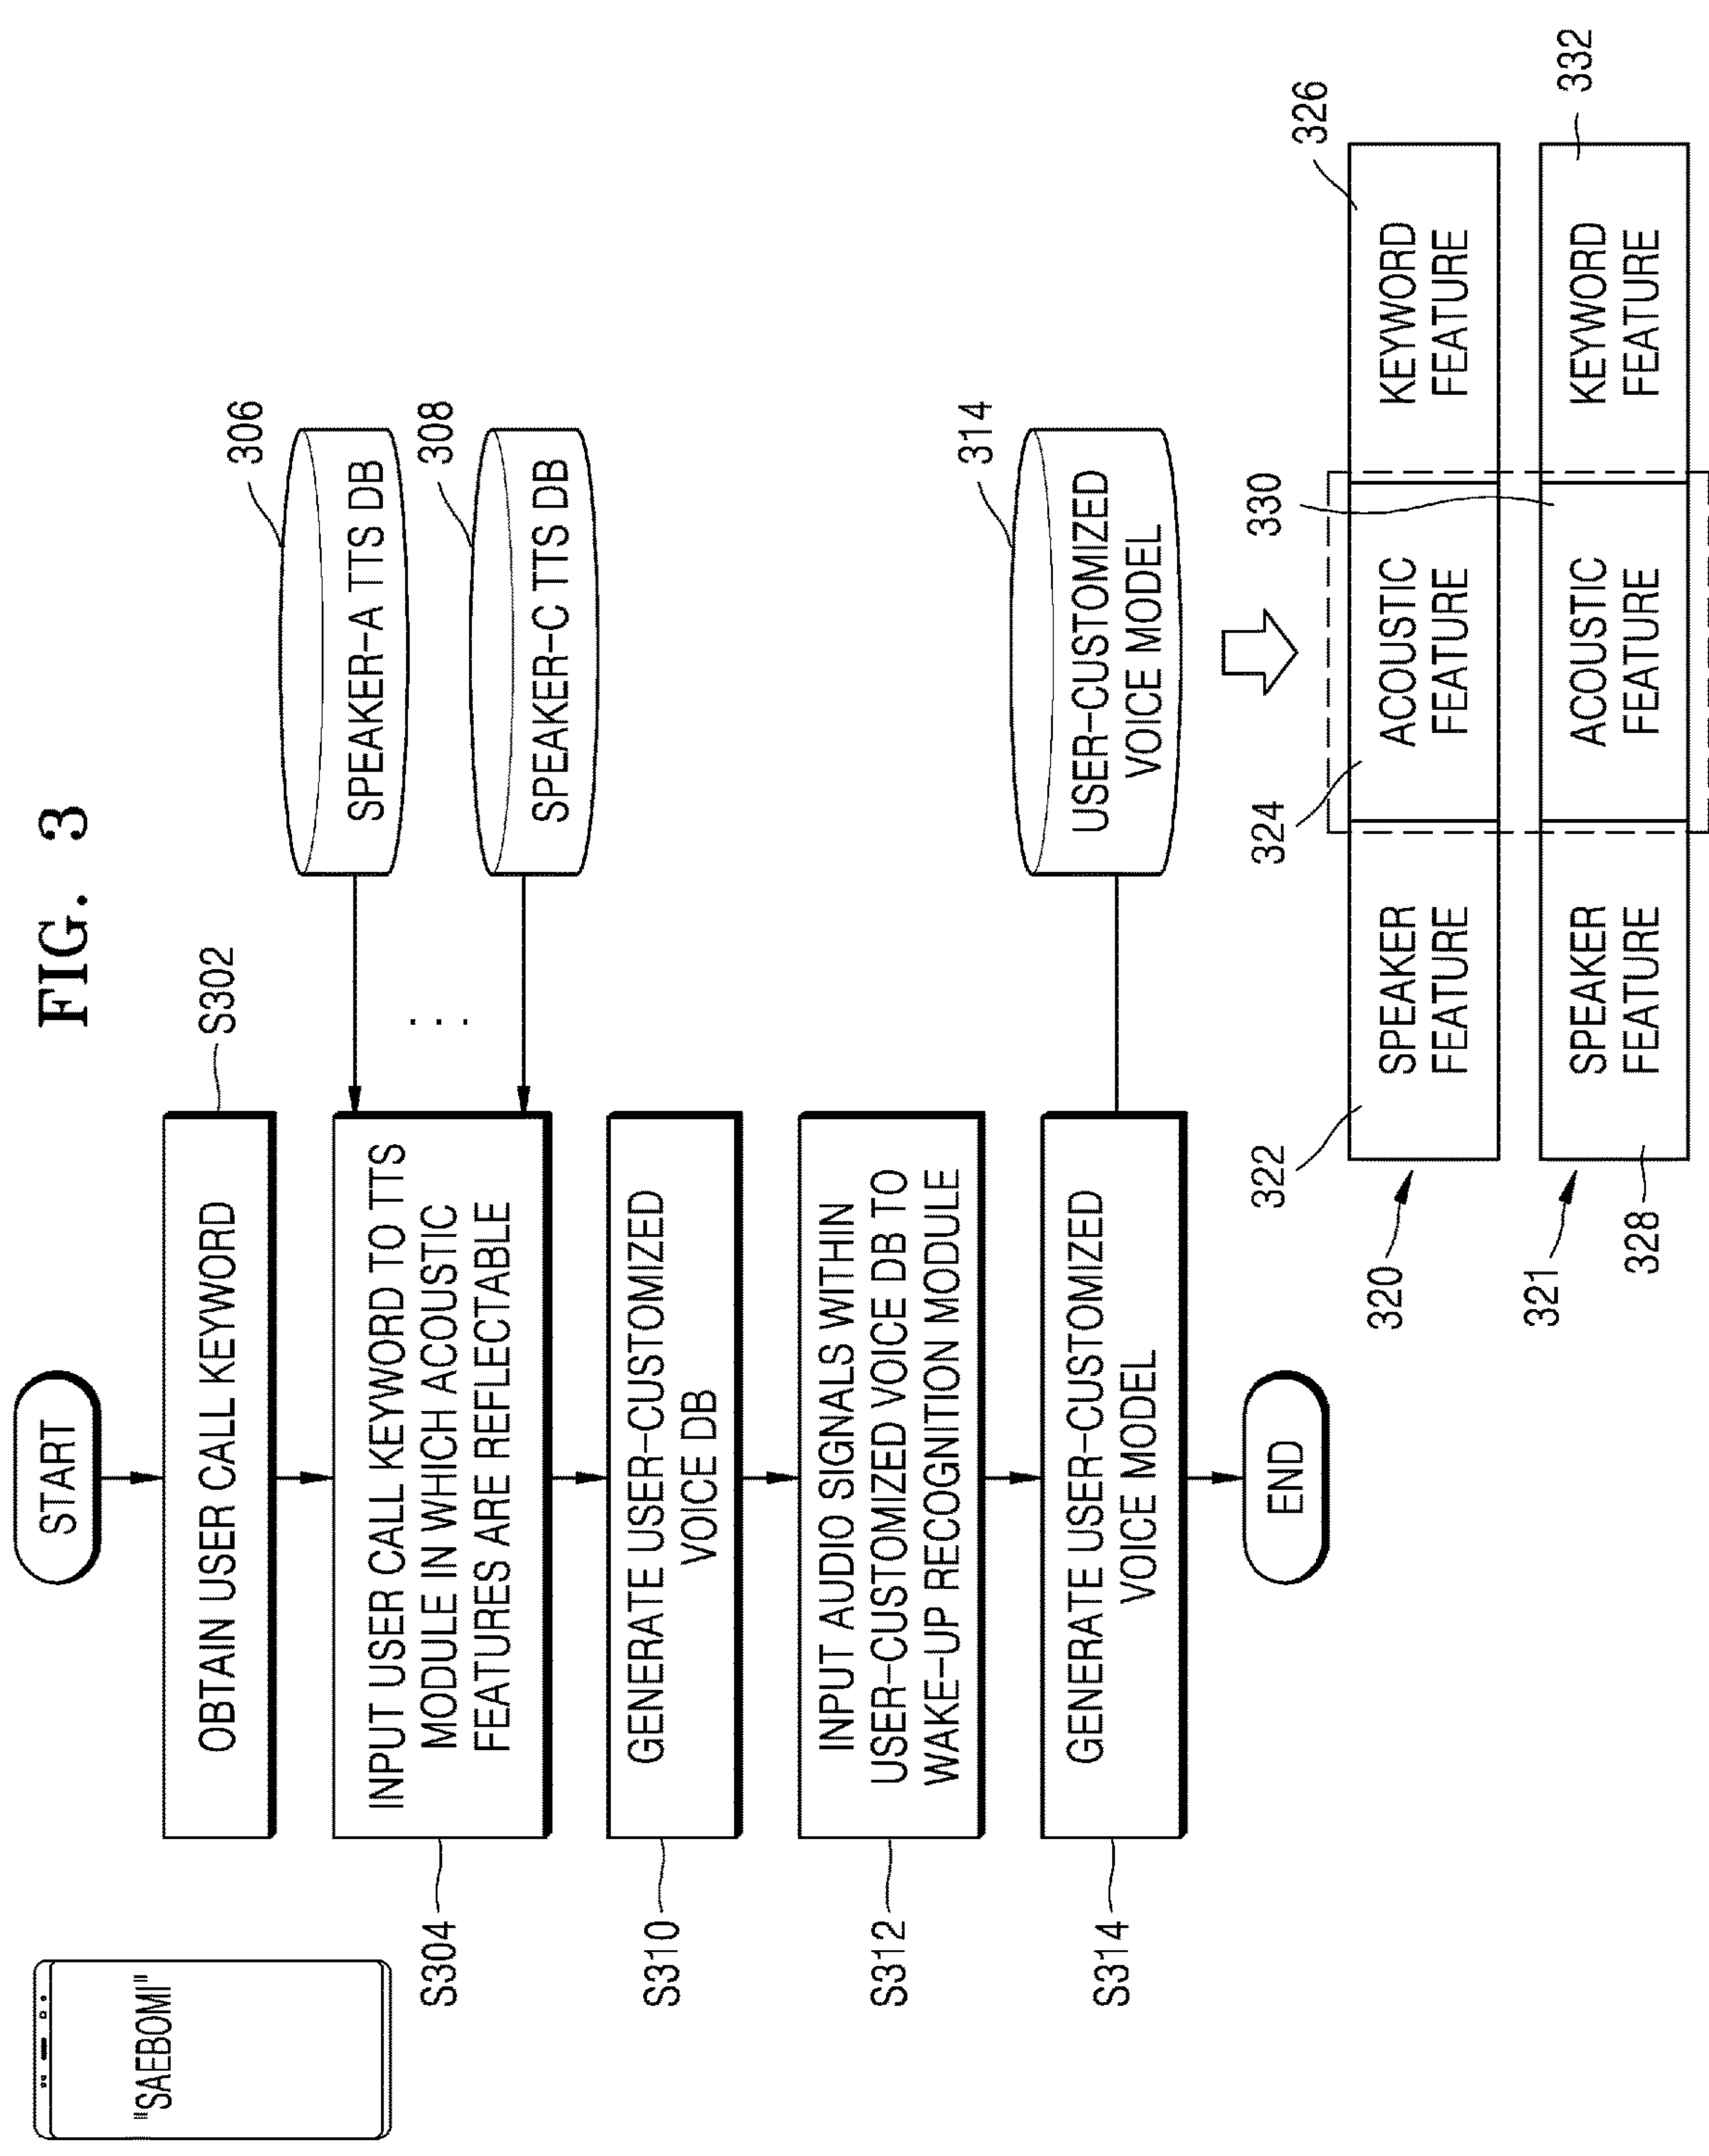 FIG. 3
"SAEBOMI"
START
OBTAIN USER CALL KEYWORD
S302
S304
INPUT USER CALL KEYWORD TO TTS
MODULE IN WHICH ACOUSTIC
FEATURES ARE REFLECTABLE
306
SPEAKER-A TTS DB
. . .
308
SPEAKER-C TTS DB
S310
GENERATE USER-CUSTOMIZED
VOICE DB
S312
INPUT AUDIO SIGNALS WITHIN
USER-CUSTOMIZED VOICE DB TO
WAKE-UP RECOGNITION MODULE
S314
GENERATE USER-CUSTOMIZED
VOICE MODEL
314
USER-CUSTOMIZED
VOICE MODEL
END
322
324
330
326
320
SPEAKER
FEATURE
ACOUSTIC
FEATURE
KEYWORD
FEATURE
321
SPEAKER
FEATURE
ACOUSTIC
FEATURE
KEYWORD
FEATURE
332
328